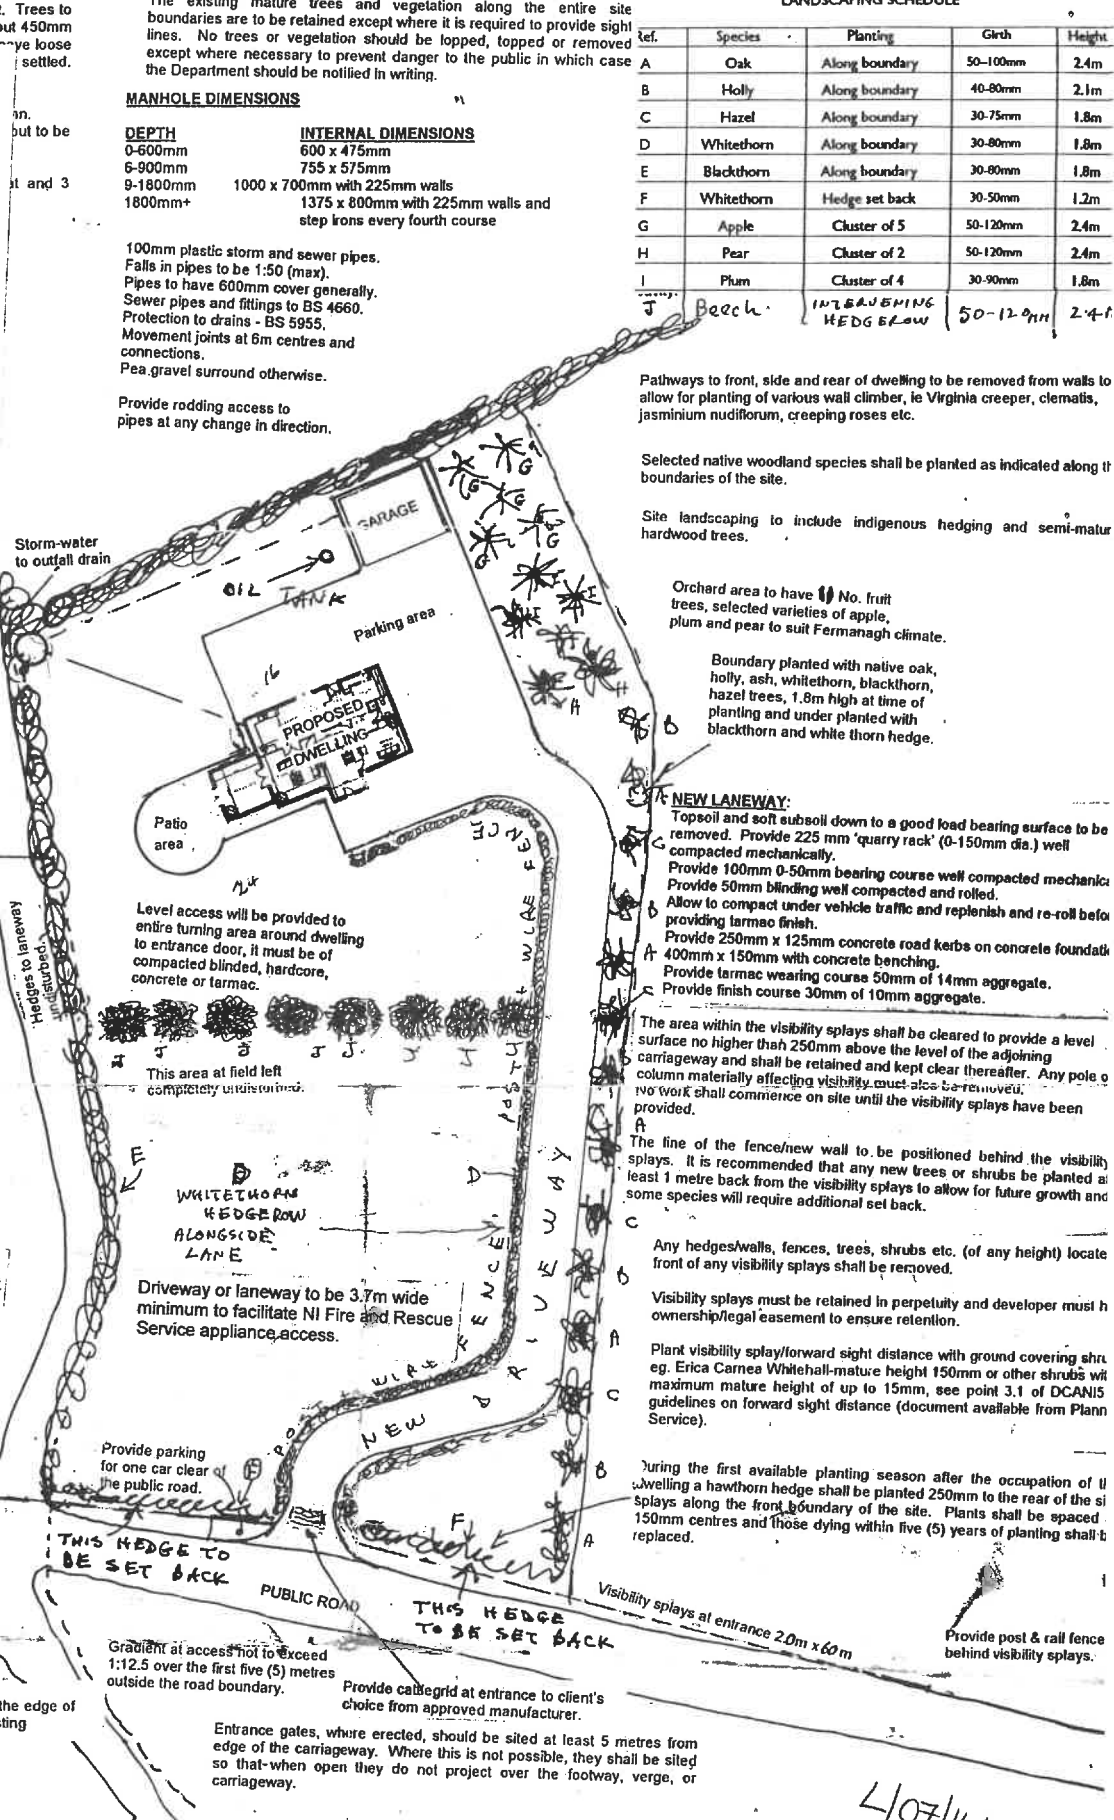 . Trees to
out 450mm
ye loose
settled.
an.
but to be
at and 3
The existing mature trees and vegetation along the entire site
boundaries are to be retained except where it is required to provide sight
lines. No trees or vegetation should be lopped, topped or removed
except where necessary to prevent danger to the public in which case
the Department should be notified in writing.
MANHOLE DIMENSIONS
DEPTH INTERNAL DIMENSIONS
0-600mm 600 x 475mm
6-900mm 755 x 575mm
9-1800mm 1000 x 700mm with 225mm walls
1800mm+ 1375 x 800mm with 225mm walls and
step irons every fourth course
100mm plastic storm and sewer pipes.
Falls in pipes to be 1:50 (max).
Pipes to have 600mm cover generally.
Sewer pipes and fittings to BS 4660.
Protection to drains - BS 5955.
Movement joints at 6m centres and
connections.
Pea.gravel surround otherwise.
Provide rodding access to
pipes at any change in direction.
LANDSCAPING SCHEDULE
Ref. Species Planting Girth Height
A Oak Along boundary 50-100mm 2.4m
B Holly Along boundary 40-80mm 2.1m
C Hazel Along boundary 30-75mm 1.8m
D Whitethorn Along boundary 30-80mm 1.8m
E Blackthorn Along boundary 30-80mm 1.8m
F Whitethorn Hedge set back 30-50mm 1.2m
G Apple Cluster of 5 50-120mm 2.4m
H Pear Cluster of 2 50-120mm 2.4m
I Plum Cluster of 4 30-90mm 1.8m
J Beech. INTERVENING HEDGEROW 50-120mm 2.4m
Pathways to front, side and rear of dwelling to be removed from walls to
allow for planting of various wall climber, ie Virginia creeper, clematis,
jasminium nudiflorum, creeping roses etc.
Selected native woodland species shall be planted as indicated along th
boundaries of the site.
Site landscaping to include indigenous hedging and semi-matur
hardwood trees.
Orchard area to have 11 No. fruit
trees, selected varieties of apple,
plum and pear to suit Fermanagh climate.
Boundary planted with native oak,
holly, ash, whitethorn, blackthorn,
hazel trees, 1.8m high at time of
planting and under planted with
blackthorn and white thorn hedge.
Storm-water
to outfall drain
GARAGE
OIL TANK
Parking area
16
PROPOSED
DWELLING
Patio
area
G
G
G
G
G
I
I
H
H
B
A
C
B
A
C
B
A
C
B
A
C
B
A
NEW LANEWAY:
Topsoil and soft subsoil down to a good load bearing surface to be
removed. Provide 225 mm 'quarry rack' (0-150mm dia.) well
compacted mechanically.
Provide 100mm 0-50mm bearing course well compacted mechanica
Provide 50mm blinding well compacted and rolled.
Allow to compact under vehicle traffic and replenish and re-roll befor
providing tarmac finish.
Provide 250mm x 125mm concrete road kerbs on concrete foundati
400mm x 150mm with concrete benching.
Provide tarmac wearing course 50mm of 14mm aggregate.
Provide finish course 30mm of 10mm aggregate.
Hedges to laneway
undisturbed.
Level access will be provided to
entire turning area around dwelling
to entrance door, it must be of
compacted blinded, hardcore,
concrete or tarmac.
POST + WIRE FENCE
J J J J J J J J
This area at field left
completely undisturbed.
The area within the visibility splays shall be cleared to provide a level
surface no higher than 250mm above the level of the adjoining
carriageway and shall be retained and kept clear thereafter. Any pole o
column materially affecting visibility must also be removed.
No work shall commence on site until the visibility splays have been
provided.
The line of the fence/new wall to be positioned behind the visibility
splays. It is recommended that any new trees or shrubs be planted a
least 1 metre back from the visibility splays to allow for future growth and
some species will require additional set back.
E
D
D
WHITETHORN
HEDGEROW
ALONGSIDE
LANE
Any hedges/walls, fences, trees, shrubs etc. (of any height) locate
front of any visibility splays shall be removed.
Visibility splays must be retained in perpetuity and developer must h
ownership/legal easement to ensure retention.
Driveway or laneway to be 3.7m wide
minimum to facilitate NI Fire and Rescue
Service appliance access.
WIRE FENCE
NEW DRIVEWAY
Plant visibility splay/forward sight distance with ground covering shru
eg. Erica Carnea Whitehall-mature height 150mm or other shrubs wit
maximum mature height of up to 15mm, see point 3.1 of DCAN15
guidelines on forward sight distance (document available from Plann
Service).
Provide parking
for one car clear of
the public road.
F
F
During the first available planting season after the occupation of th
dwelling a hawthorn hedge shall be planted 250mm to the rear of the si
splays along the front boundary of the site. Plants shall be spaced
150mm centres and those dying within five (5) years of planting shall b
replaced.
THIS HEDGE TO
BE SET BACK
PUBLIC ROAD
THIS HEDGE
TO BE SET BACK
Visibility splays at entrance 2.0m x 60m
Provide post & rail fence
behind visibility splays.
Gradient at access not to exceed
1:12.5 over the first five (5) metres
outside the road boundary.
Provide cattlegrid at entrance to client's
choice from approved manufacturer.
the edge of
sting
Entrance gates, where erected, should be sited at least 5 metres from
edge of the carriageway. Where this is not possible, they shall be sited
so that when open they do not project over the footway, verge, or
carriageway.
L/07/11